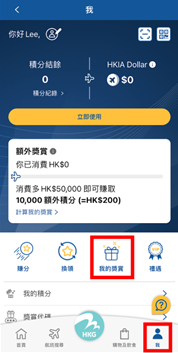 我
你好 Lee,
積分結餘
HKIA Dollar
0
$0
積分紀錄 >
立即使用
額外獎賞
你已消費 HK$0
消費多 HK$50,000 即可賺取
10,000 額外積分 (=HK$200)
計算我的獎賞 >
賺分
換領
我的獎賞
禮遇
我的積分
獎賞代碼
HKG
首頁
航班搜尋
購物及飲食
我